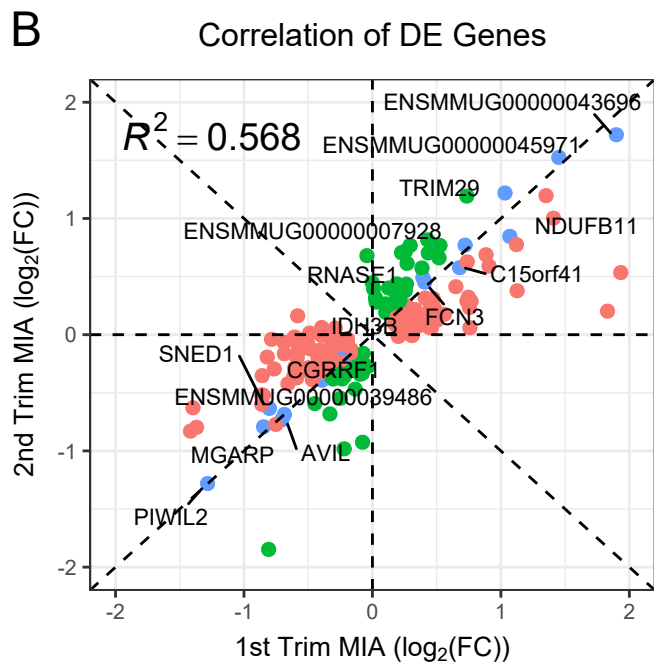 B
Correlation of DE Genes
R² = 0.568
ENSMMUG00000043696
ENSMMUG00000045971
TRIM29
NDUFB11
ENSMMUG00000007928
RNASE1
C15orf41
IDH3B
FCN3
SNED1
CGRRF1
ENSMMUG00000039486
MGARP
AVIL
PIWIL2
2
1
0
-1
-2
-2
-1
0
1
2
1st Trim MIA (log₂(FC))
2nd Trim MIA (log₂(FC))